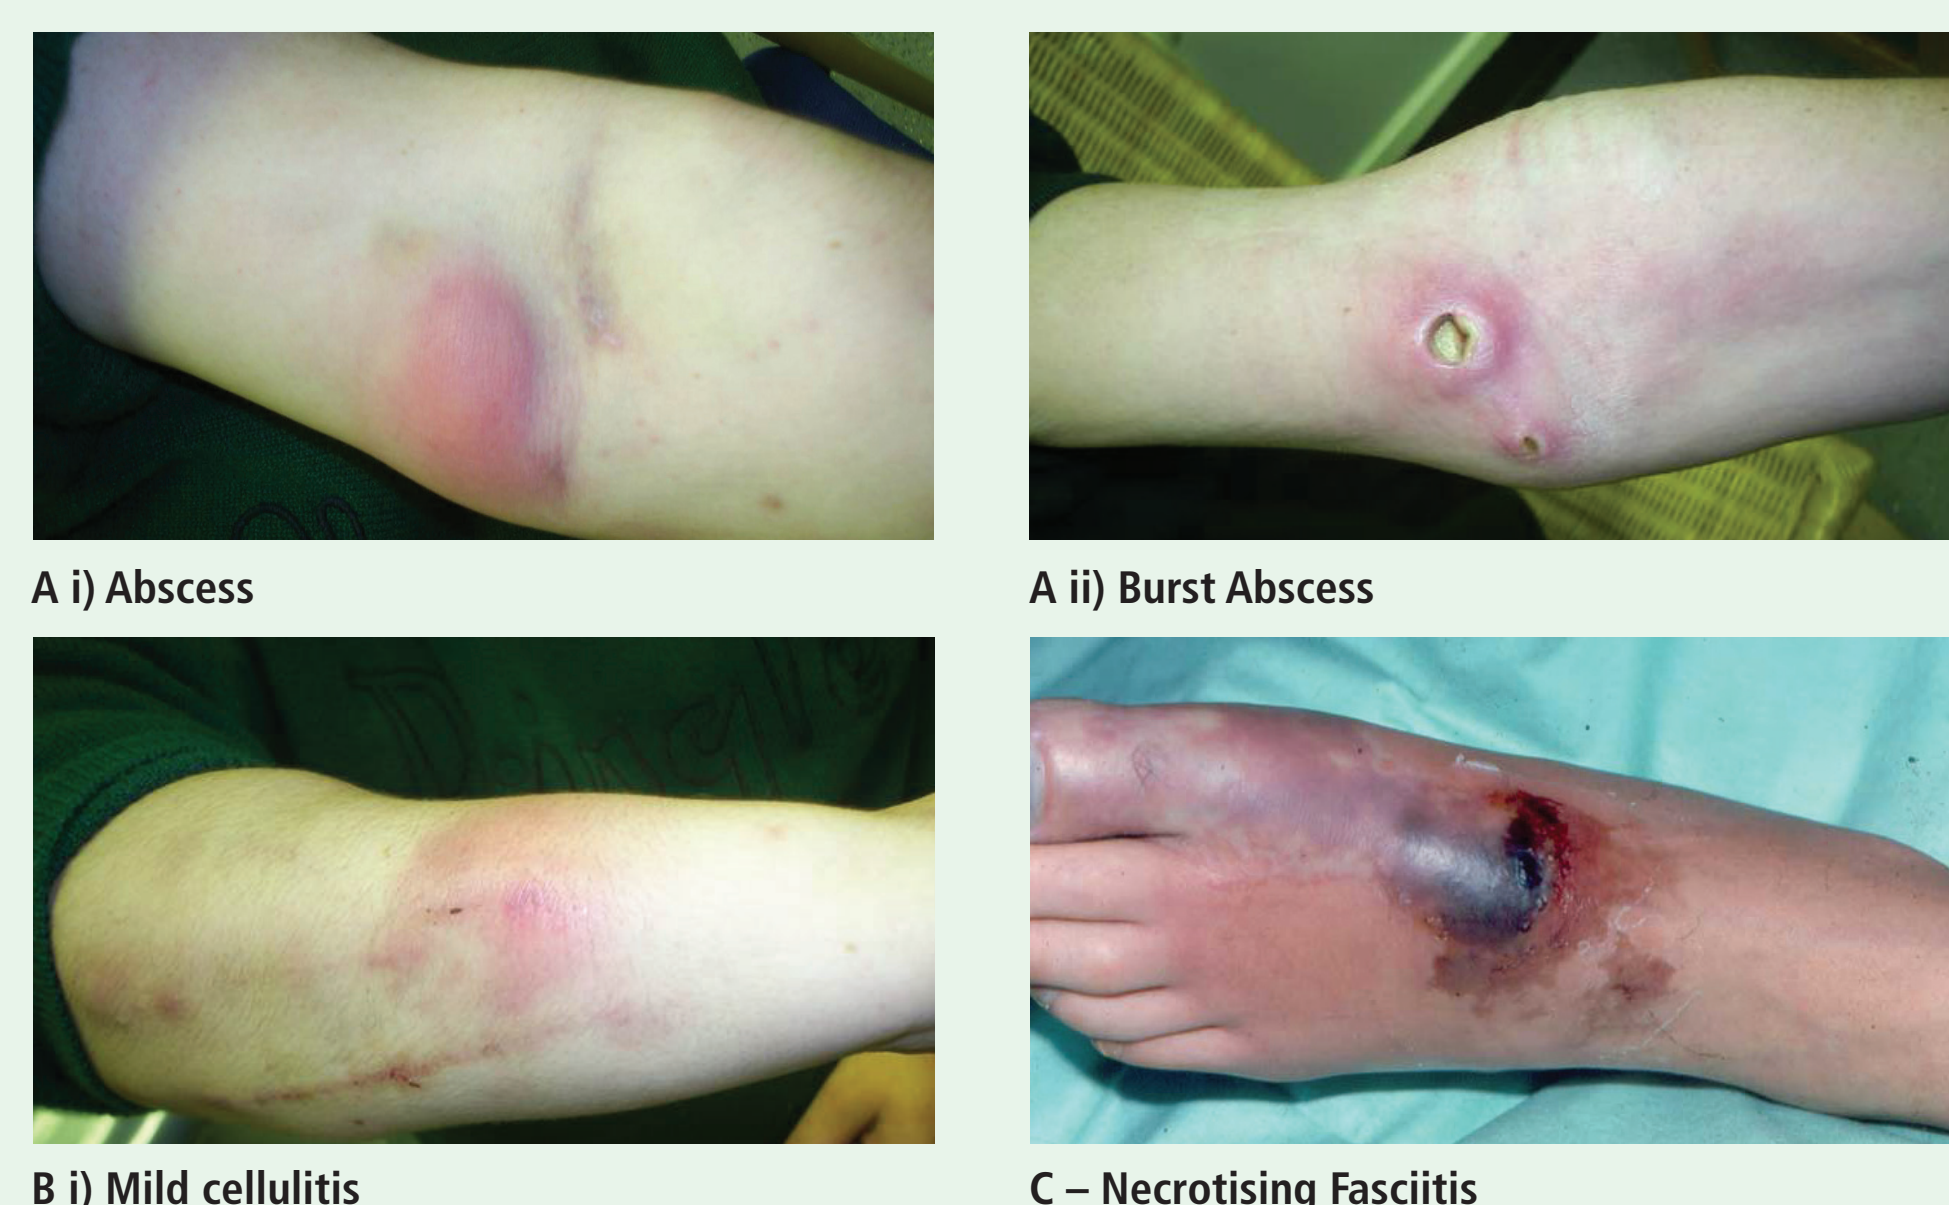 A i) Abscess
A ii) Burst Abscess
B i) Mild cellulitis
C – Necrotising Fasciitis